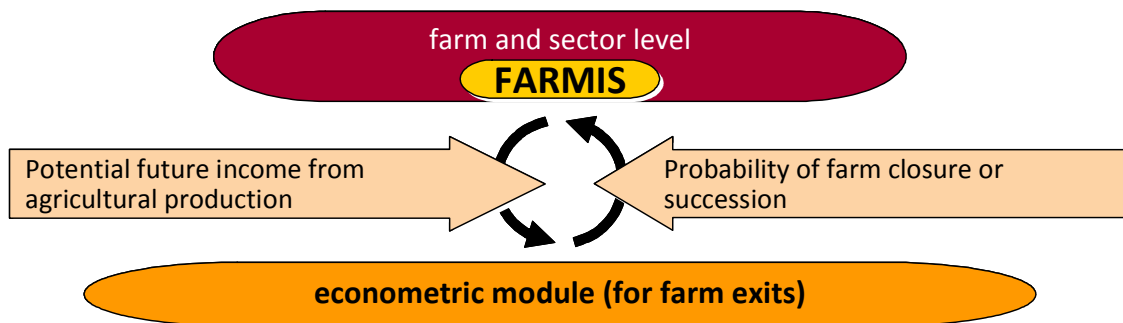 farm and sector level
FARMIS
Potential future income from
agricultural production
Probability of farm closure or
succession
econometric module (for farm exits)